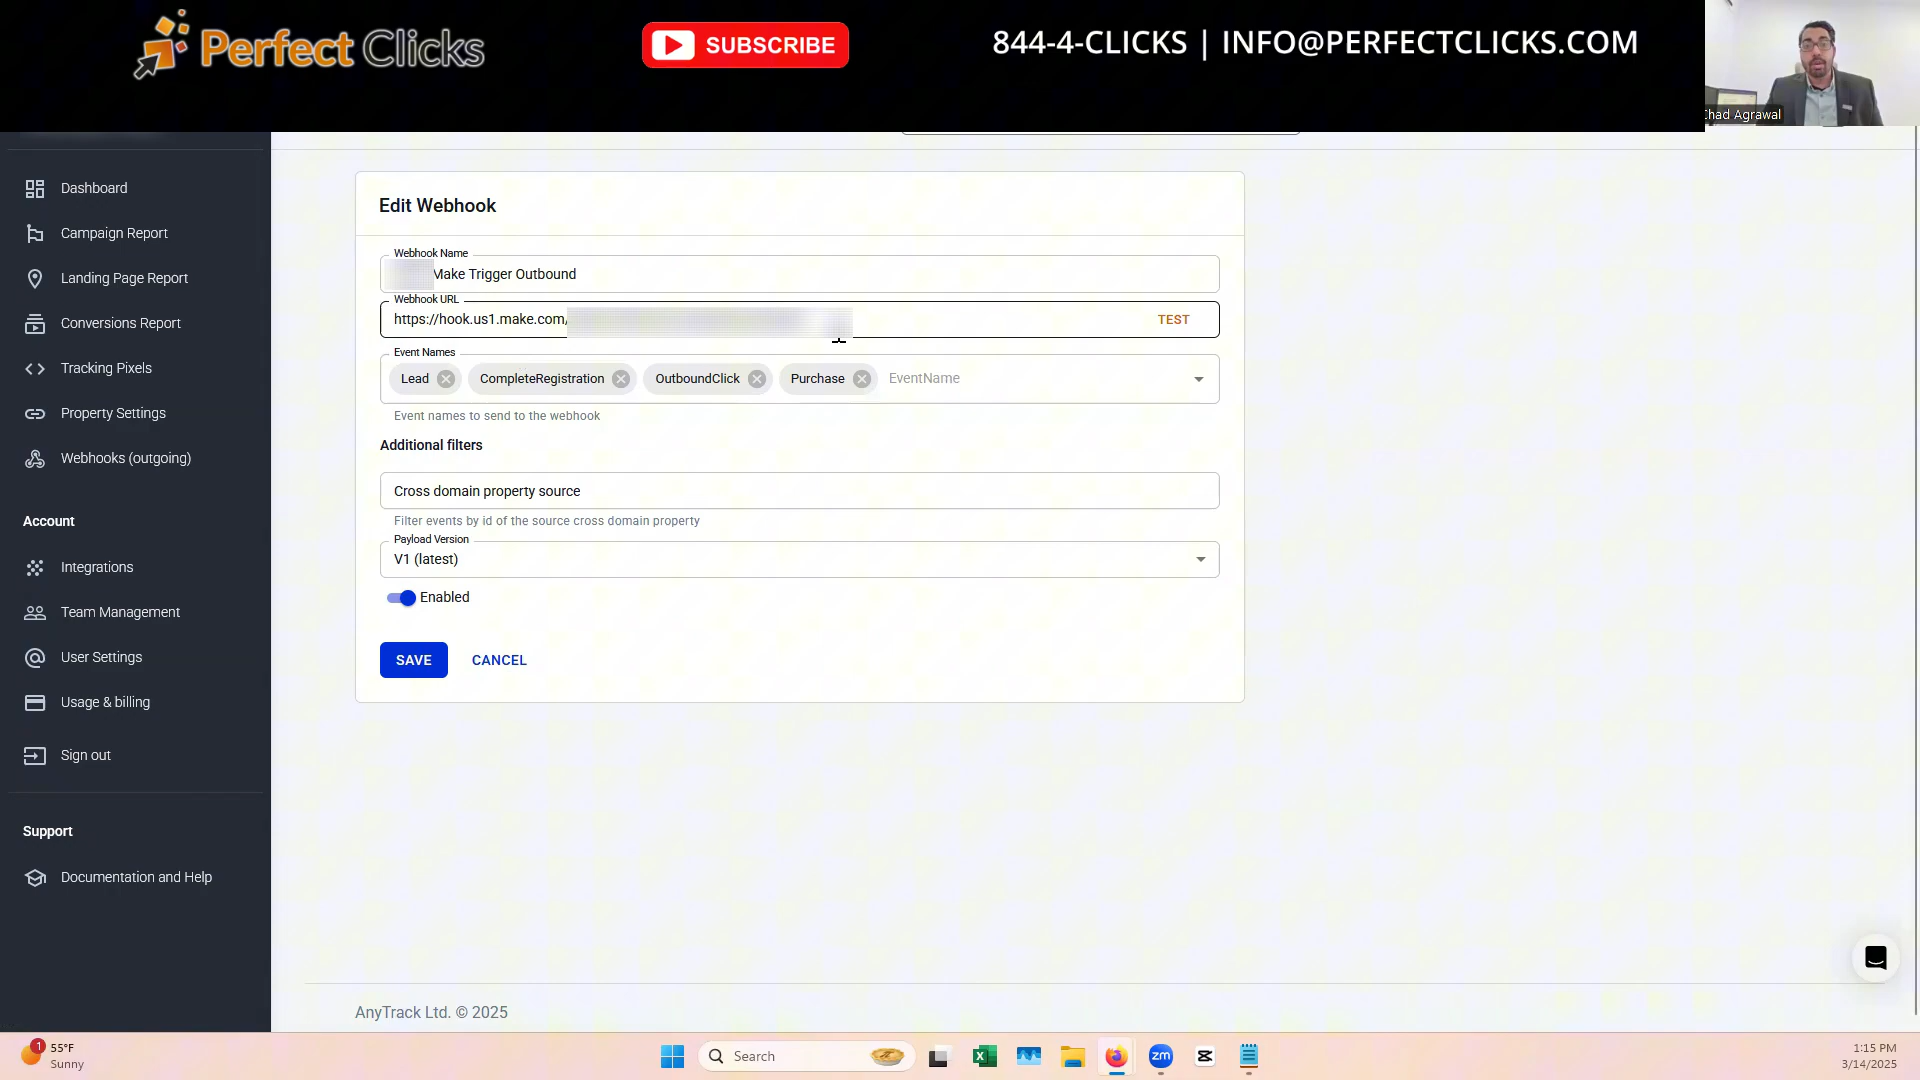 Perfect Clicks
SUBSCRIBE
844-4-CLICKS | INFO@PERFECTCLICKS.COM
Chad Agrawal
Dashboard
Campaign Report
Landing Page Report
Conversions Report
Tracking Pixels
Property Settings
Webhooks (outgoing)
Account
Integrations
Team Management
User Settings
Usage & billing
Sign out
Support
Documentation and Help
Edit Webhook
Webhook Name
Make Trigger Outbound
Webhook URL
https://hook.us1.make.com/
TEST
Event Names
Lead CompleteRegistration OutboundClick Purchase EventName
Event names to send to the webhook
Additional filters
Cross domain property source
Filter events by id of the source cross domain property
Payload Version
V1 (latest)
Enabled
SAVE CANCEL
AnyTrack Ltd. © 2025
1
55°F
Sunny
Search
zm
1:15 PM
3/14/2025